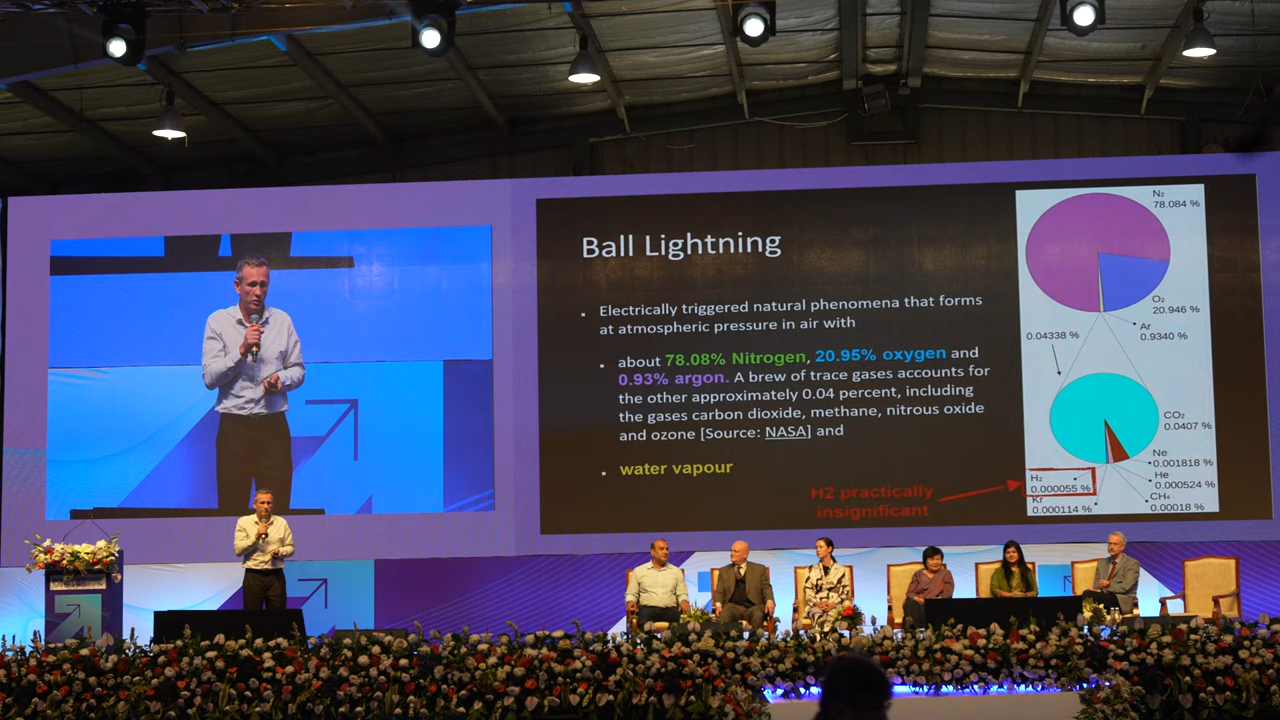 Ball Lightning
Electrically triggered natural phenomena that forms
at atmospheric pressure in air with
about 78.08% Nitrogen, 20.95% oxygen and
0.93% argon. A brew of trace gases accounts for
the other approximately 0.04 percent, including
the gases carbon dioxide, methane, nitrous oxide
and ozone [Source: NASA] and
water vapour
H2 practically
insignificant
N₂
78.084 %
O₂
20.946 %
Ar
0.9340 %
0.04338 %
CO₂
0.0407 %
Ne
0.001818 %
He
0.000524 %
CH₄
0.00018 %
H₂
0.000055 %
Kr
0.000114 %